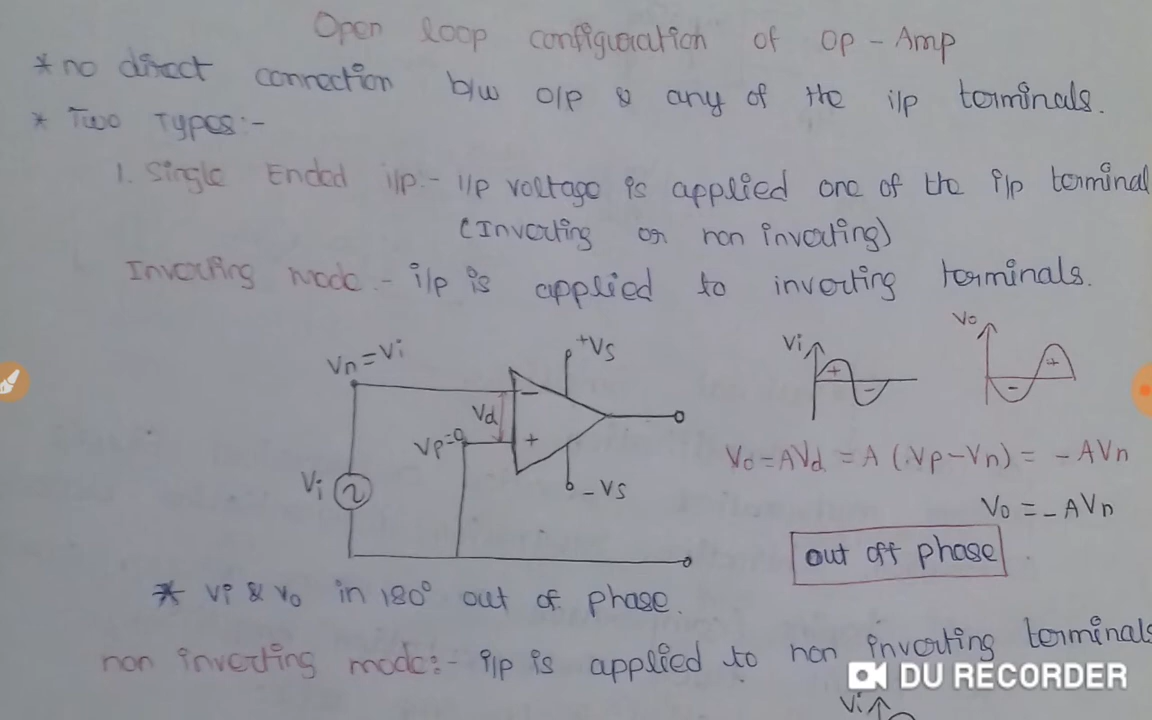 Open loop configuration of Op-Amp
* no direct connection b/w o/p & any of the i/p terminals.
* Two Types:-
1. Single Ended i/p:- i/p voltage is applied one of the i/p terminal
(Inverting or non inverting)
Inverting mode:- i/p is applied to inverting terminals.
Vn=Vi
+Vs
Vi
+
-
Vo
-
+
Vd
-
Vp=0
+
Vi
-Vs
Vo=AVd = A (Vp-Vn) = -AVn
Vo=-AVn
out off phase
* Vi & Vo in 180° out of phase.
non inverting mode:- i/p is applied to non inverting terminals
Vi
DU RECORDER